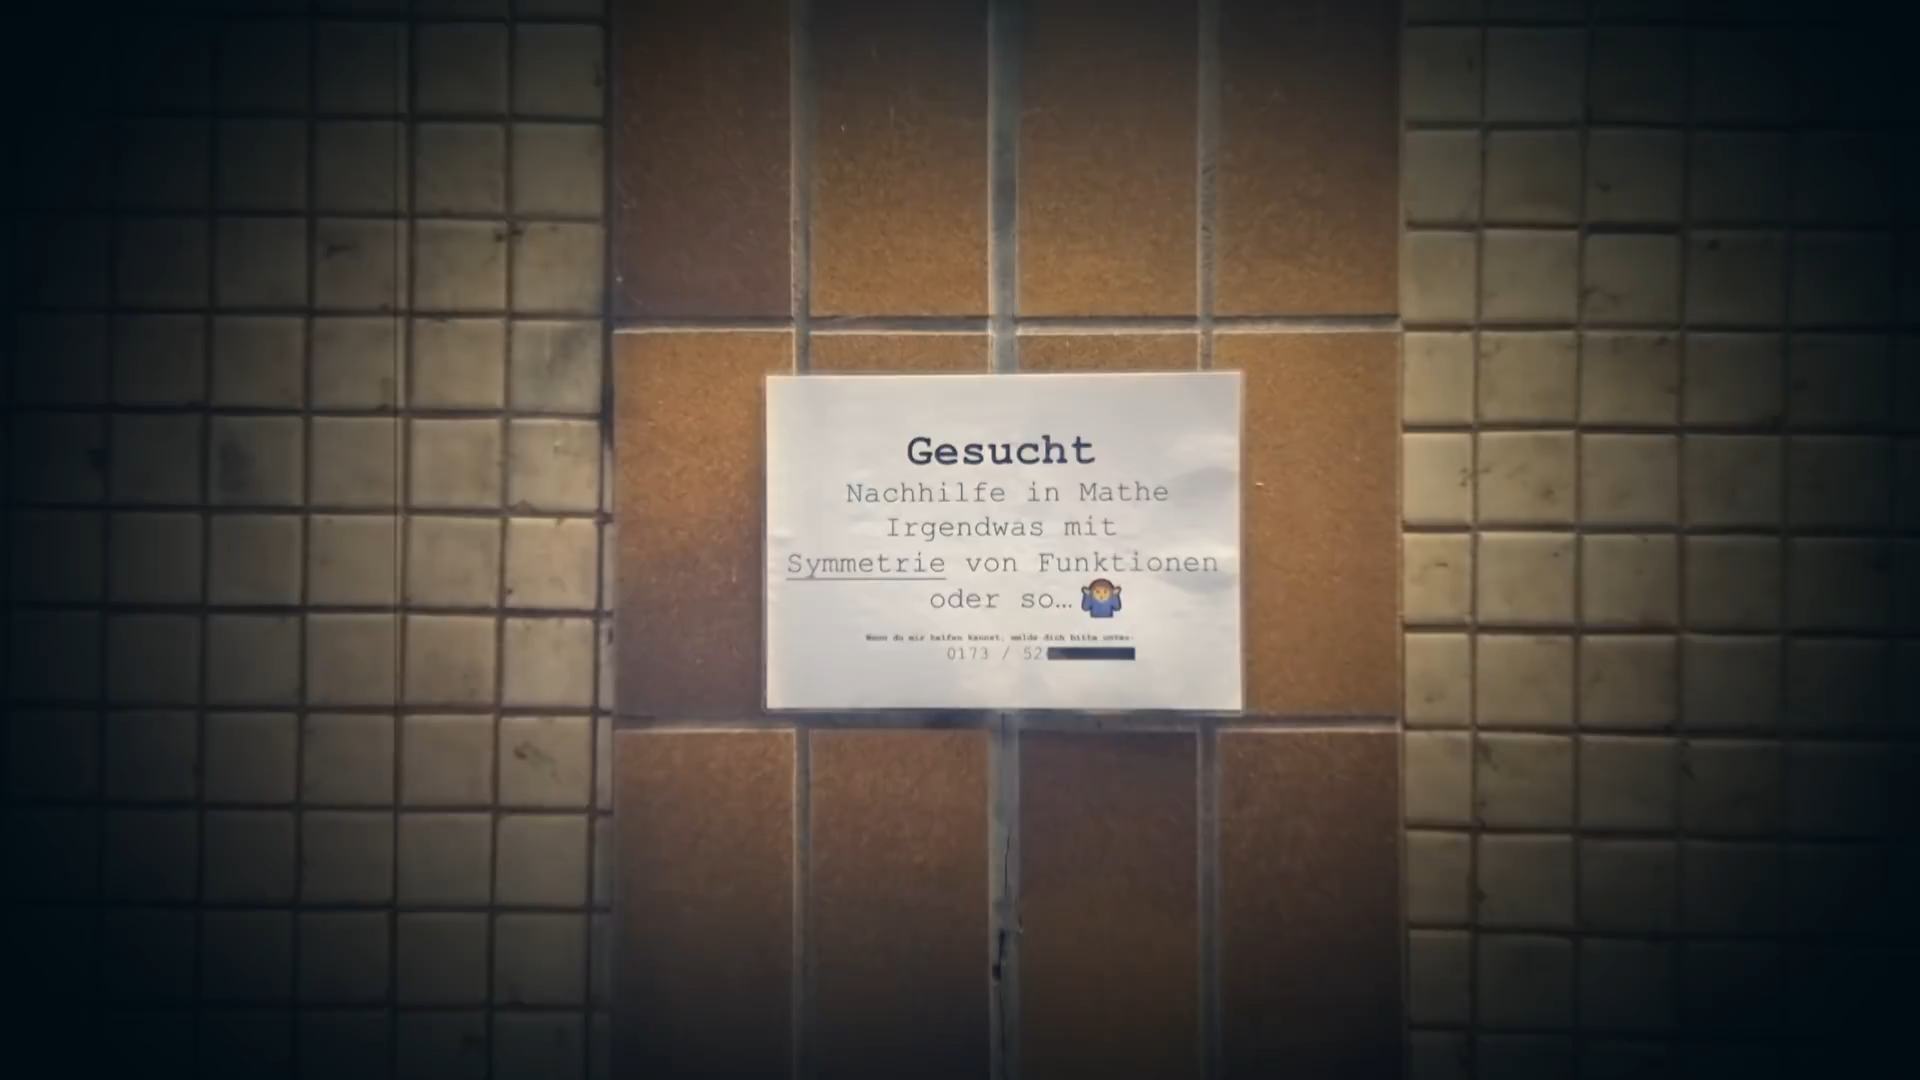 Gesucht
Nachhilfe in Mathe
Irgendwas mit
Symmetrie von Funktionen
oder so…🤷
Wenn du mir helfen kannst, melde dich bitte unter:
0173 / 52